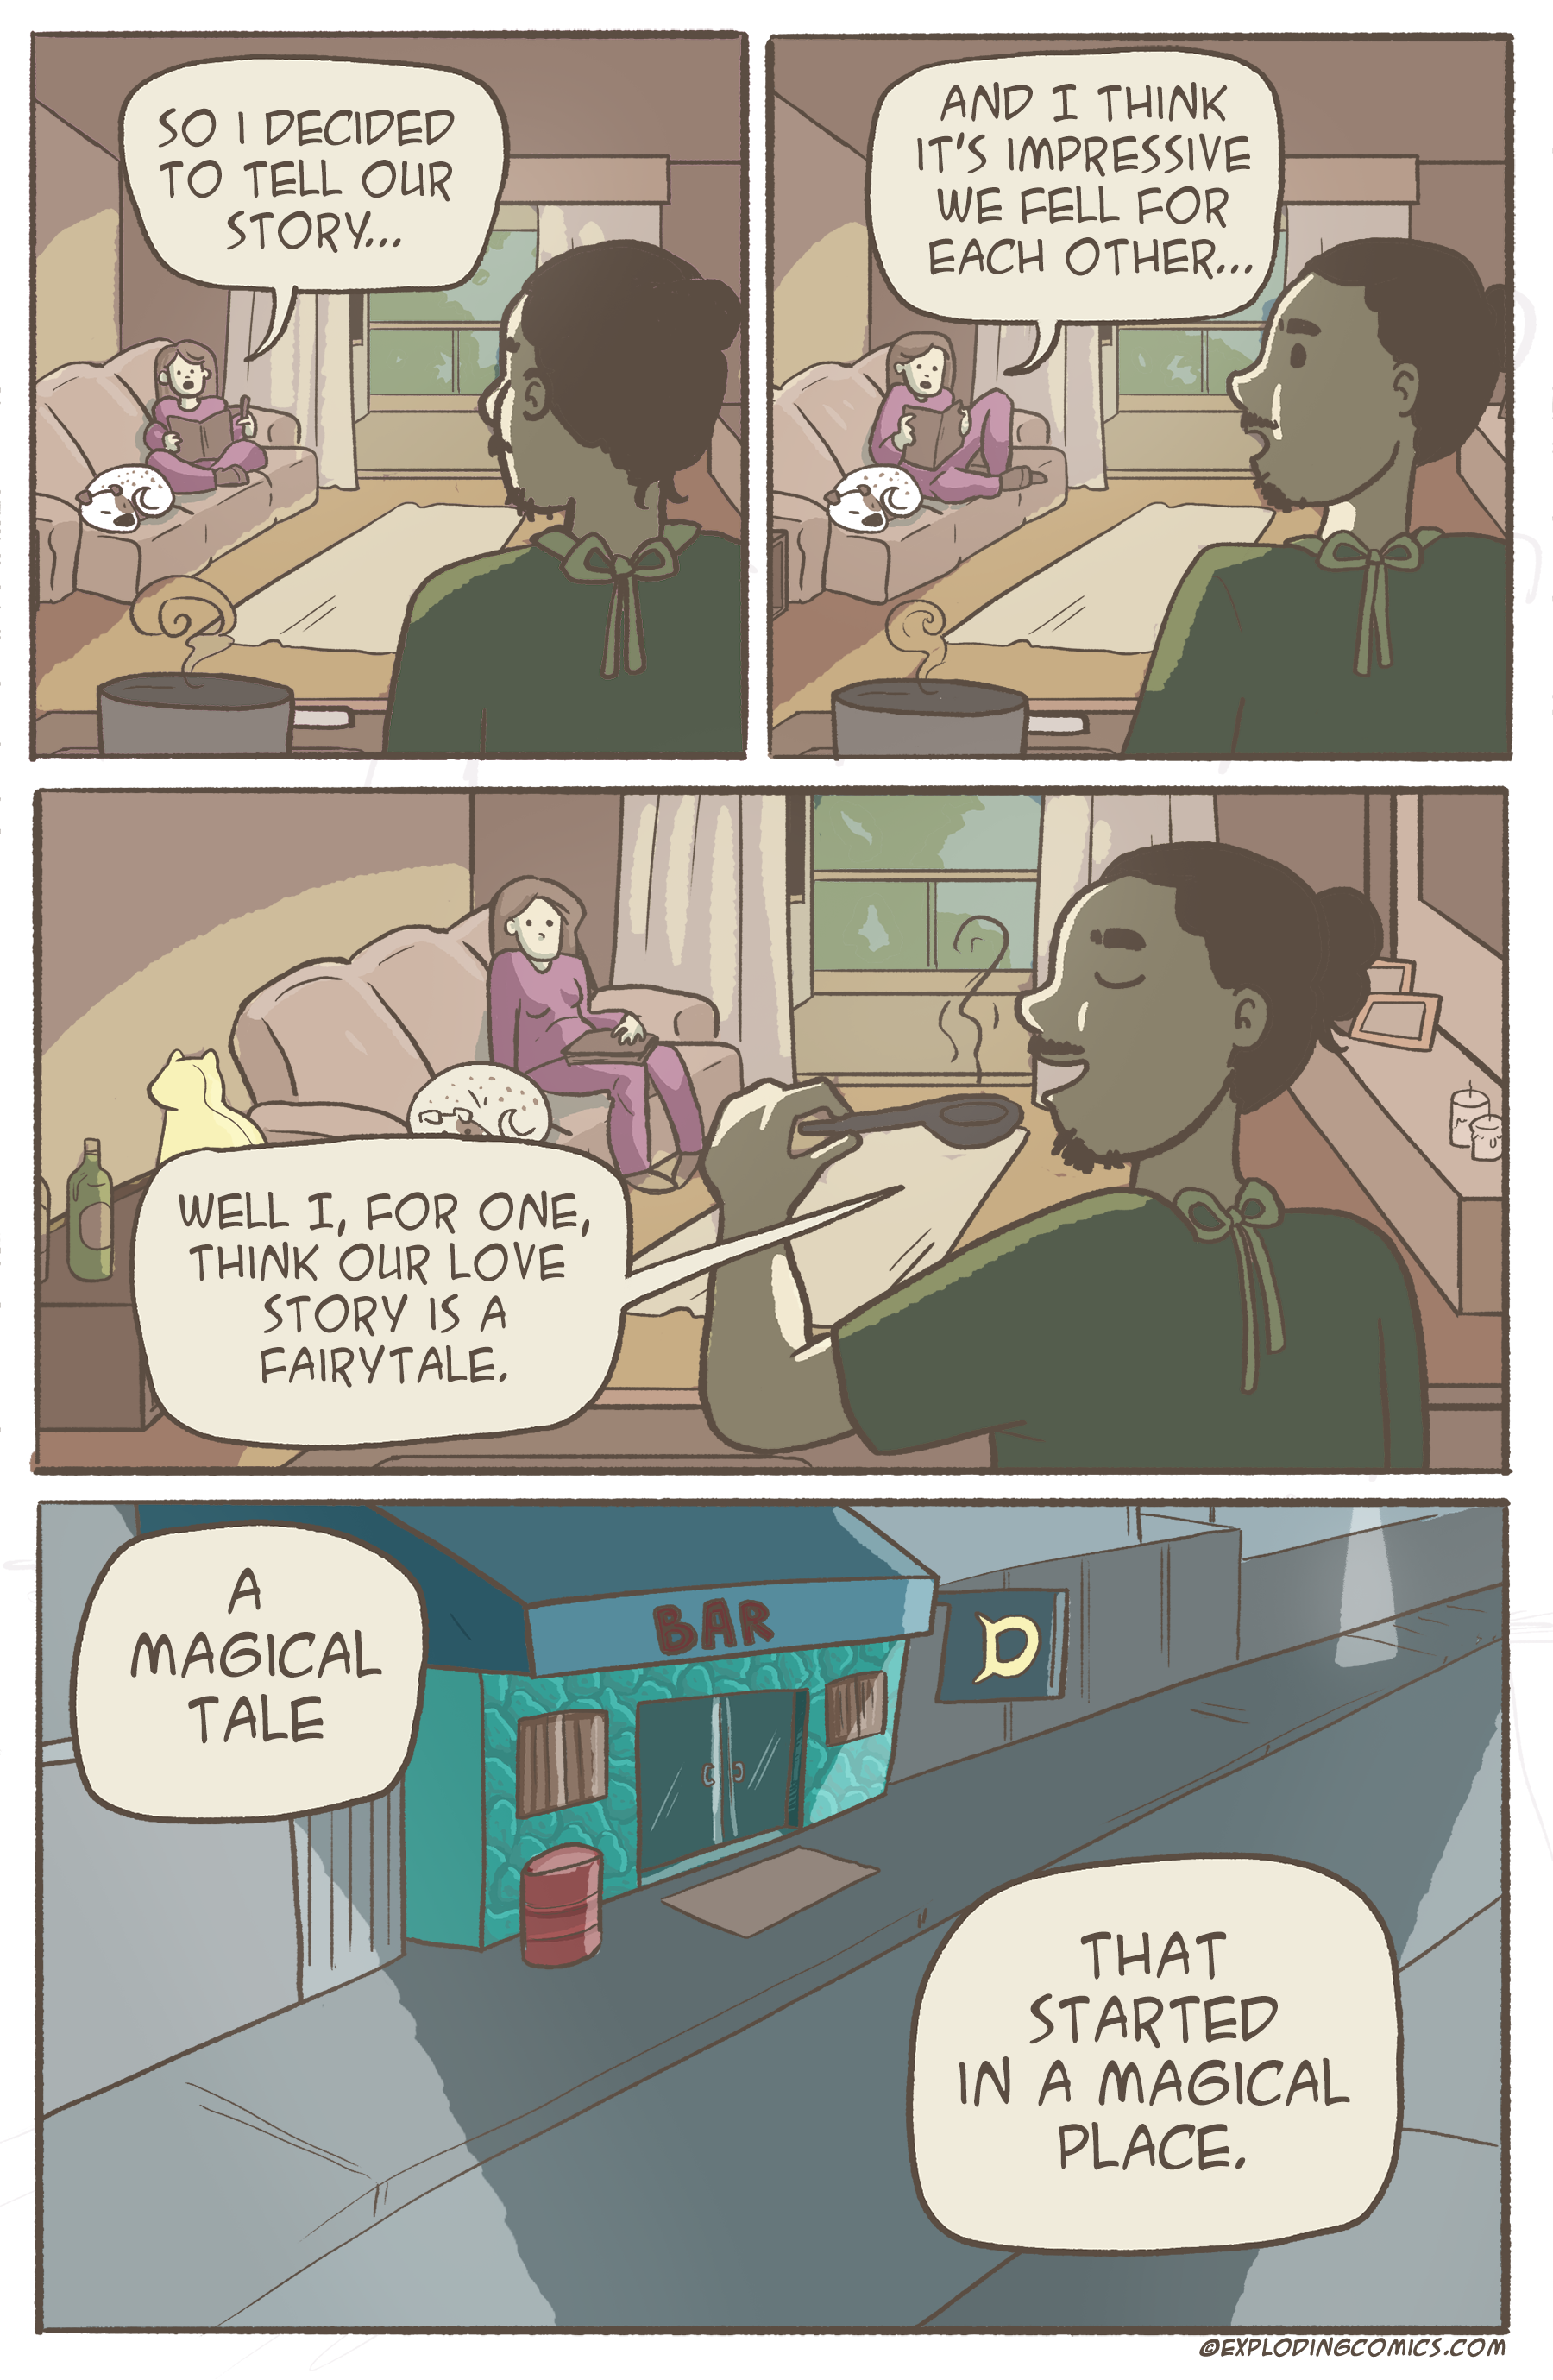 SO I DECIDED
TO TELL OUR
STORY...
AND I THINK
IT'S IMPRESSIVE
WE FELL FOR
EACH OTHER...
WELL I, FOR ONE,
THINK OUR LOVE
STORY IS A
FAIRYTALE.
A
MAGICAL
TALE
BAR
D
THAT
STARTED
IN A MAGICAL
PLACE.
©EXPLODINGCOMICS.COM